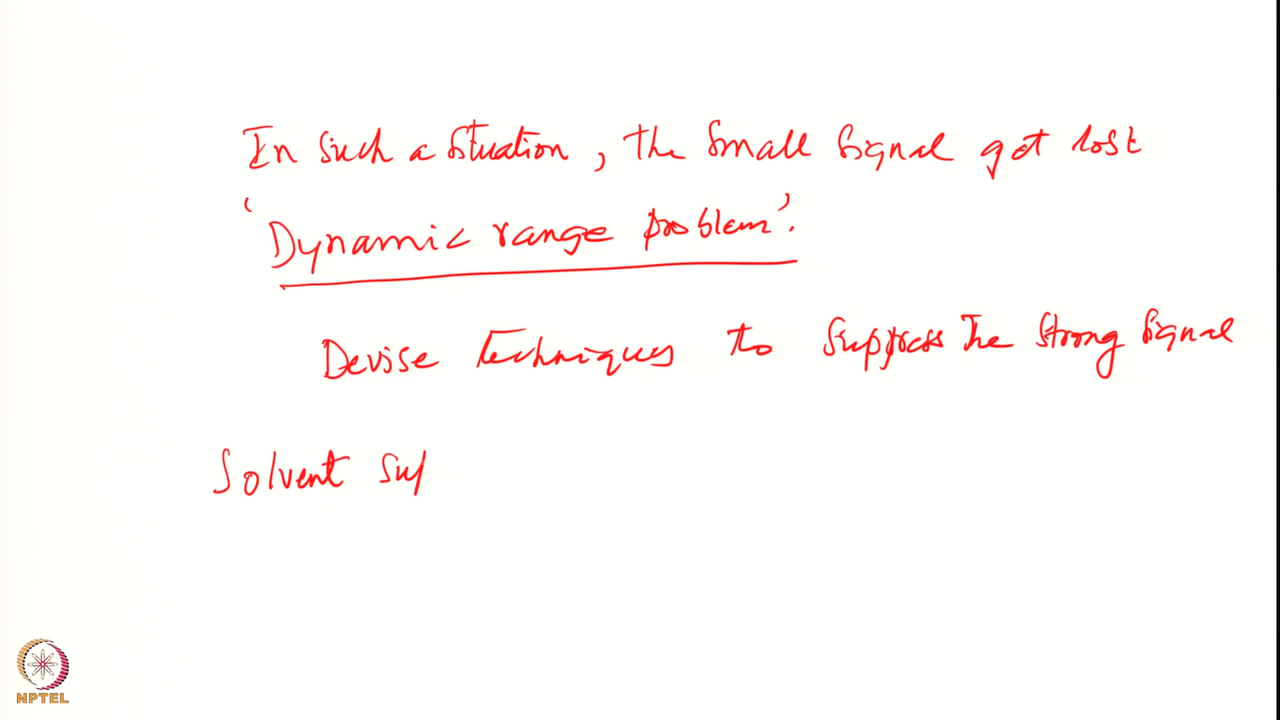 In such a situation, the small signal got lost
'Dynamic range problem'.
Devise techniques to suppress the strong signal
Solvent sup
NPTEL